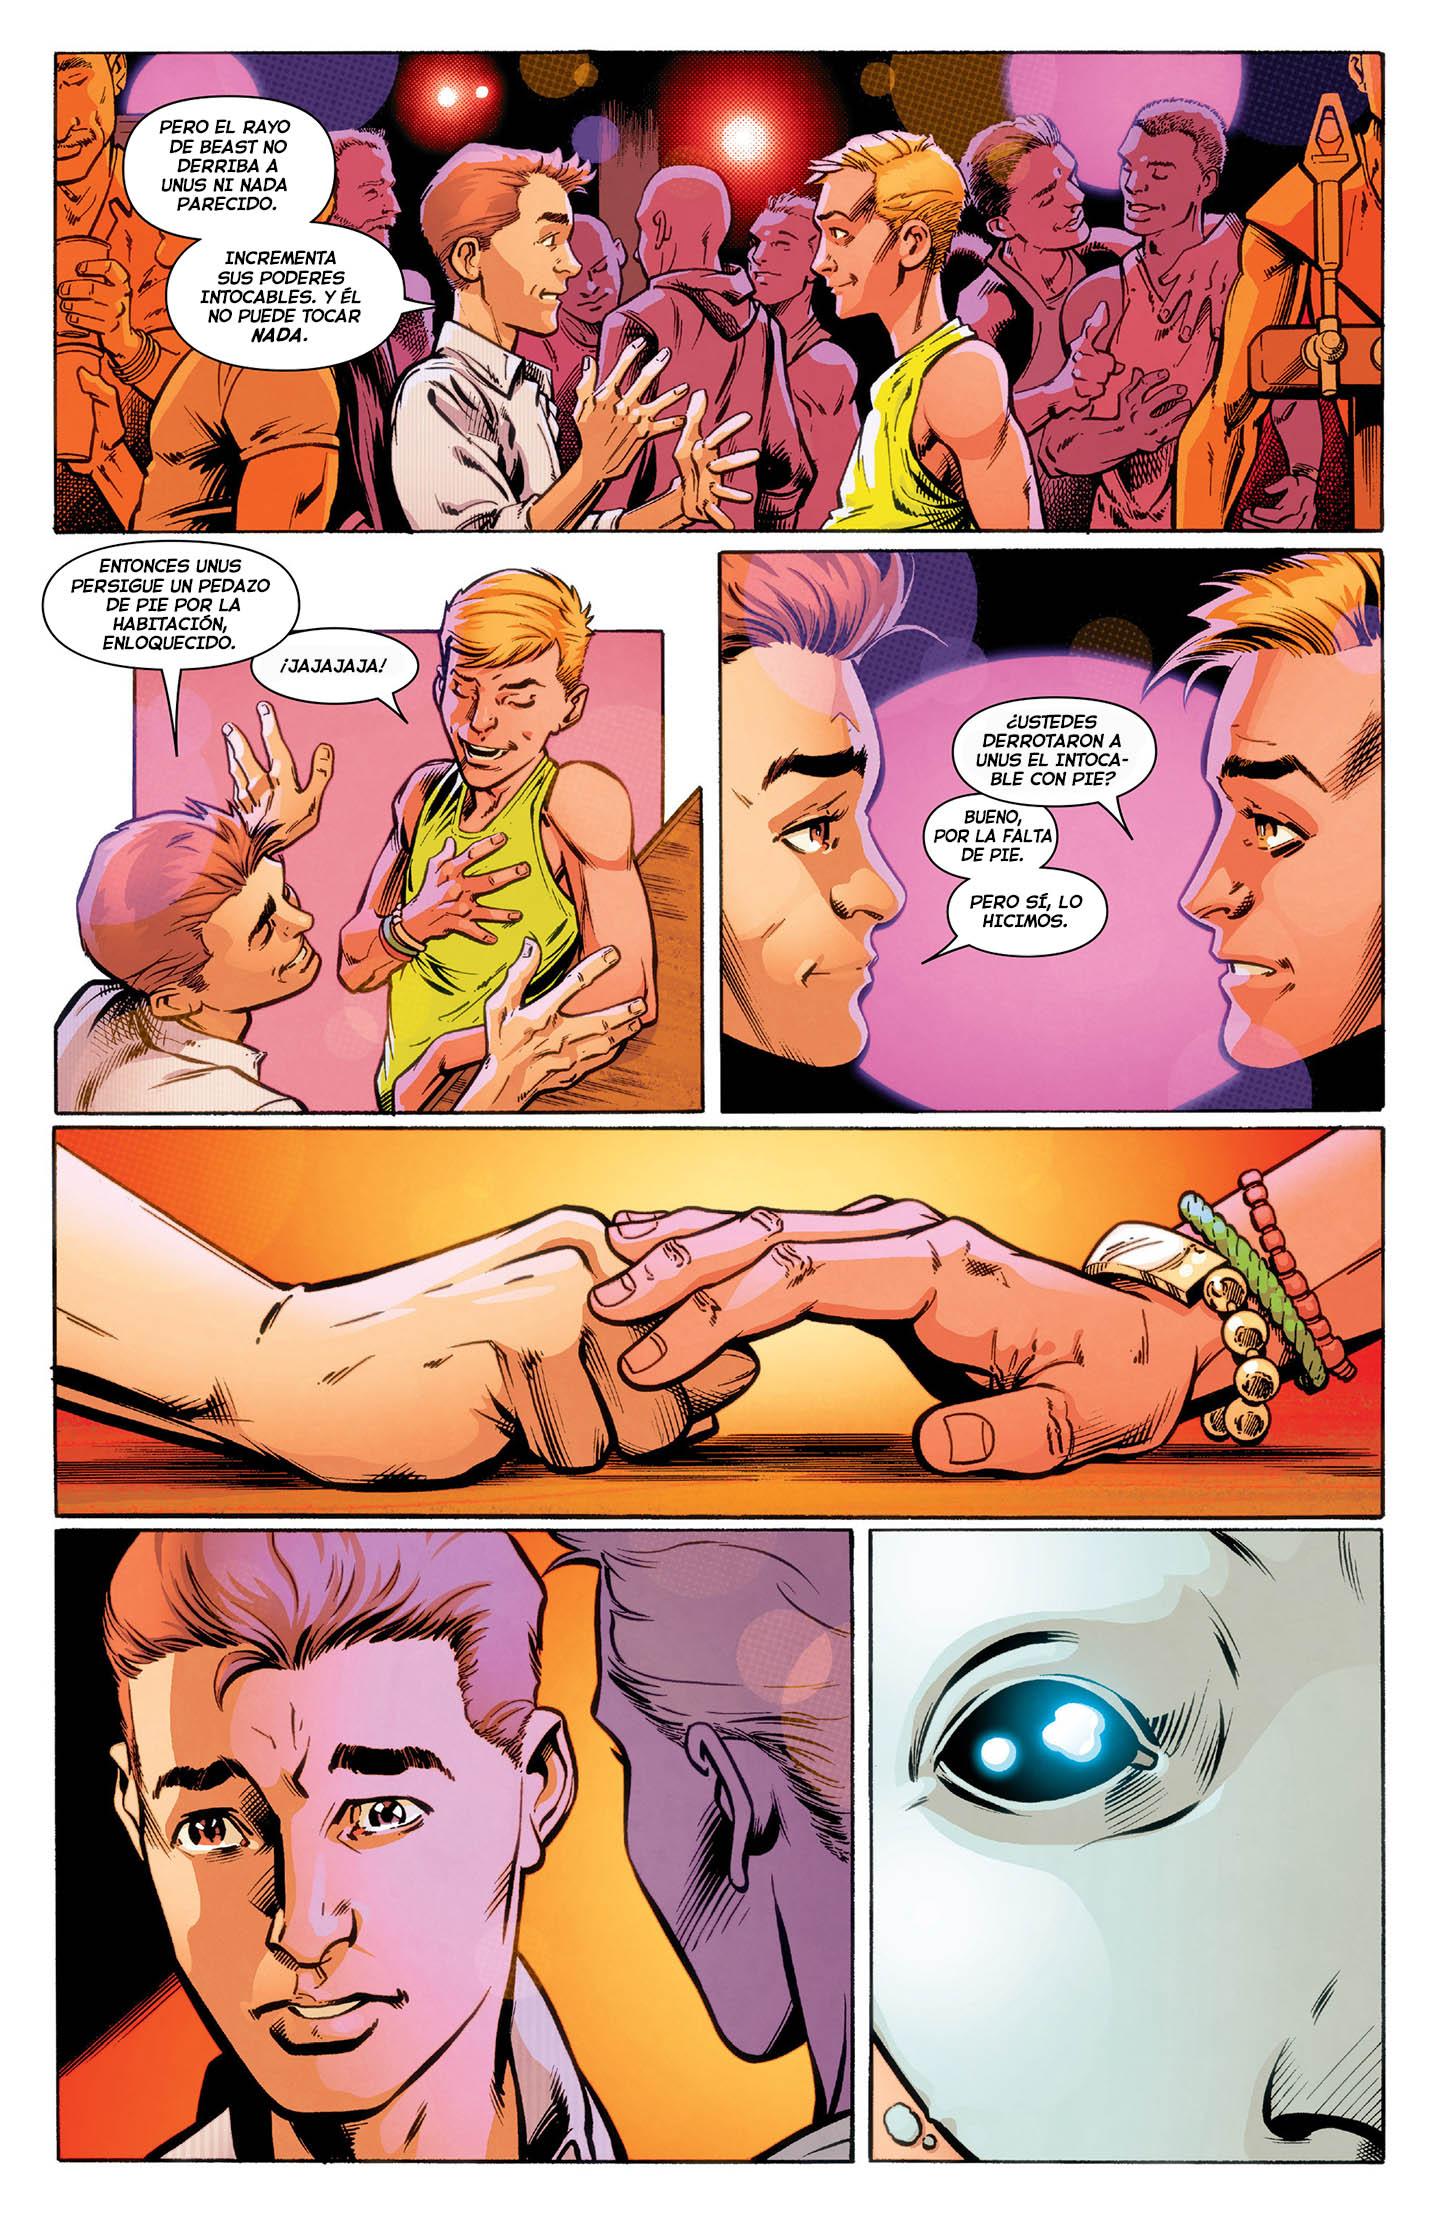 PERO EL RAYO
DE BEAST NO
DERRIBA A
UNUS NI NADA
PARECIDO.
INCREMENTA
SUS PODERES
INTOCABLES. Y ÉL
NO PUEDE TOCAR
NADA.
ENTONCES UNUS
PERSIGUE UN PEDAZO
DE PIE POR LA
HABITACIÓN,
ENLOQUECIDO.
¡JAJAJAJA!
¿USTEDES
DERROTARON A
UNUS EL INTOCA-
BLE CON PIE?
BUENO,
POR LA FALTA
DE PIE.
PERO SÍ, LO
HICIMOS.